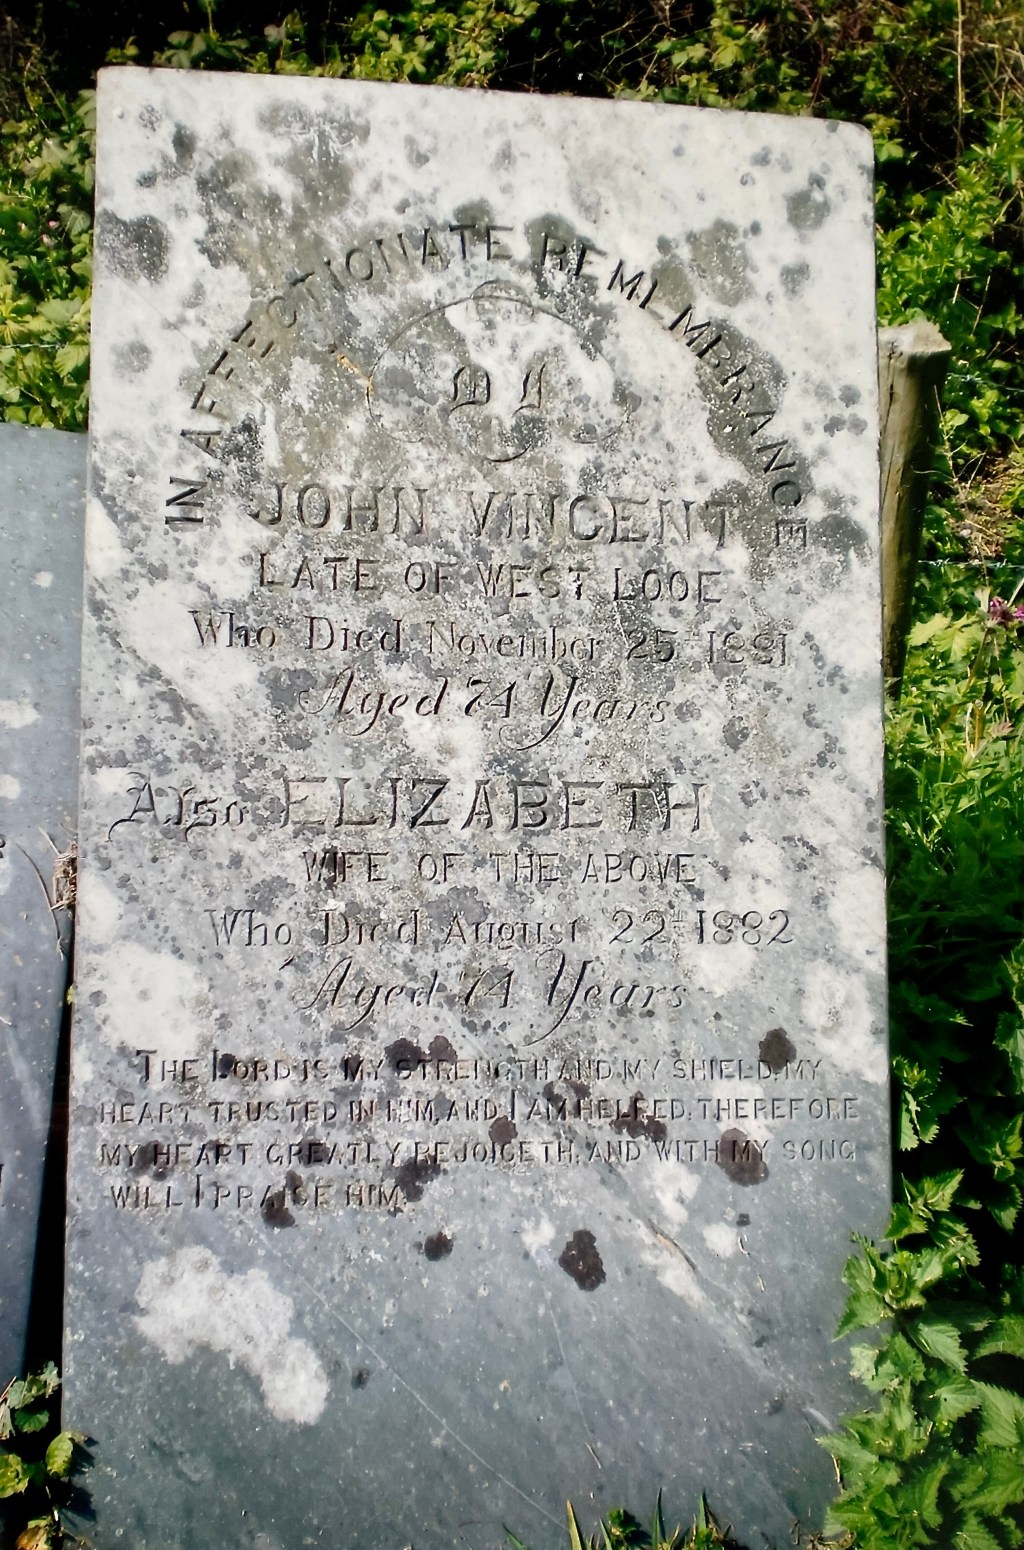 IN AFFECTIONATE REMEMBRANCE
JOHN VINCENT
LATE OF WEST LOOE
Who Died November 25th 1881
Aged 74 Years
Also ELIZABETH
WIFE OF THE ABOVE
Who Died August 22nd 1882
Aged 74 Years
THE LORD IS MY STRENGTH AND MY SHIELD, MY
HEART TRUSTED IN HIM, AND I AM HELPED: THEREFORE
MY HEART GREATLY REJOICETH; AND WITH MY SONG
WILL I PRAISE HIM.